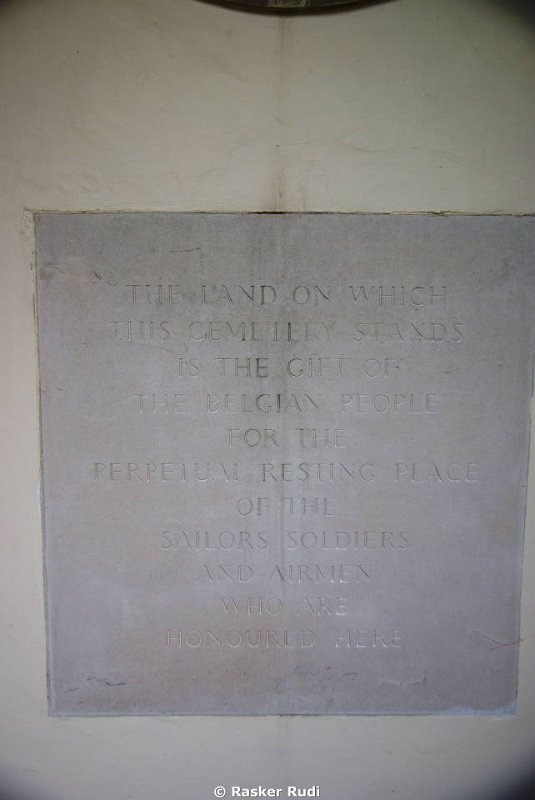 THE LAND ON WHICH
THIS CEMETERY STANDS
IS THE GIFT OF
THE BELGIAN PEOPLE
FOR THE
PERPETUAL RESTING PLACE
OF THE
SAILORS SOLDIERS
AND AIRMEN
WHO ARE
HONOURED HERE
© Rasker Rudi